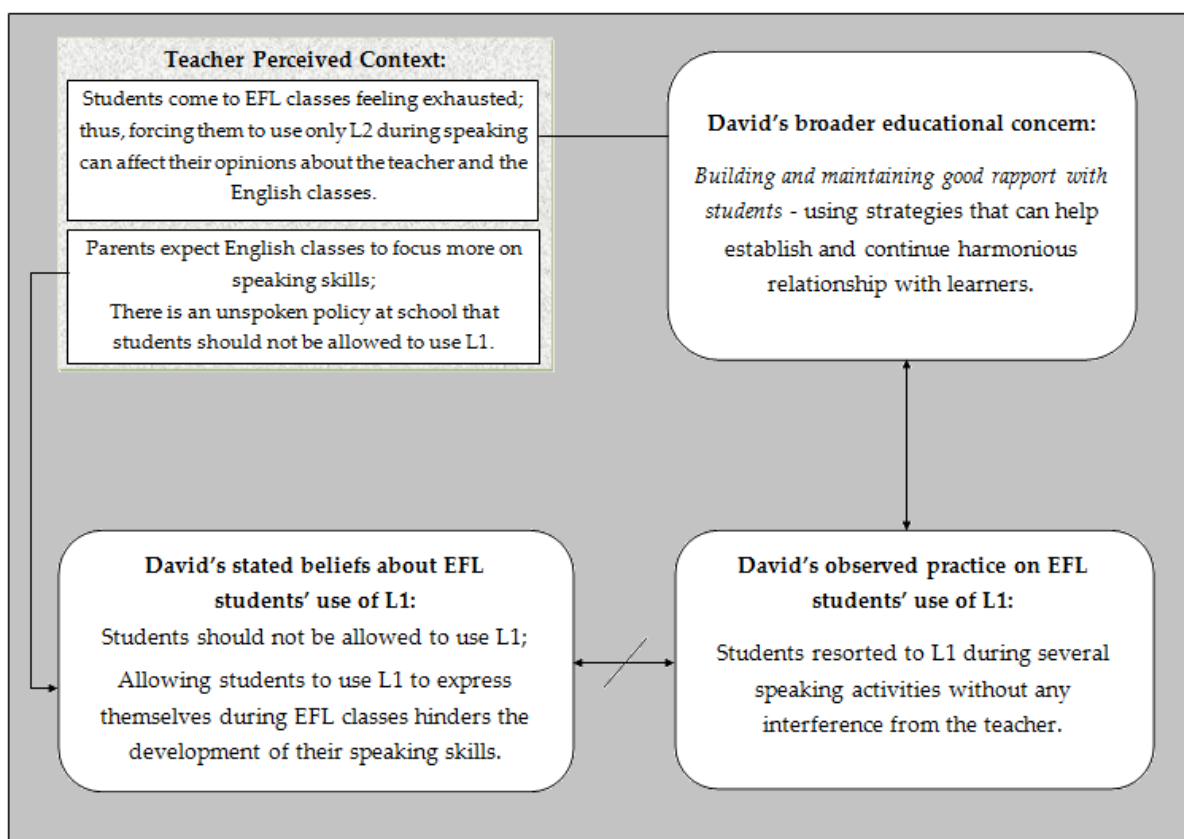 Teacher Perceived Context:
Students come to EFL classes feeling exhausted;
thus, forcing them to use only L2 during speaking
can affect their opinions about the teacher and the
English classes.
Parents expect English classes to focus more on
speaking skills;
There is an unspoken policy at school that
students should not be allowed to use L1.
David’s broader educational concern:
Building and maintaining good rapport with
students - using strategies that can help
establish and continue harmonious
relationship with learners.
David’s stated beliefs about EFL
students’ use of L1:
Students should not be allowed to use L1;
Allowing students to use L1 to express
themselves during EFL classes hinders the
development of their speaking skills.
David’s observed practice on EFL
students’ use of L1:
Students resorted to L1 during several
speaking activities without any
interference from the teacher.